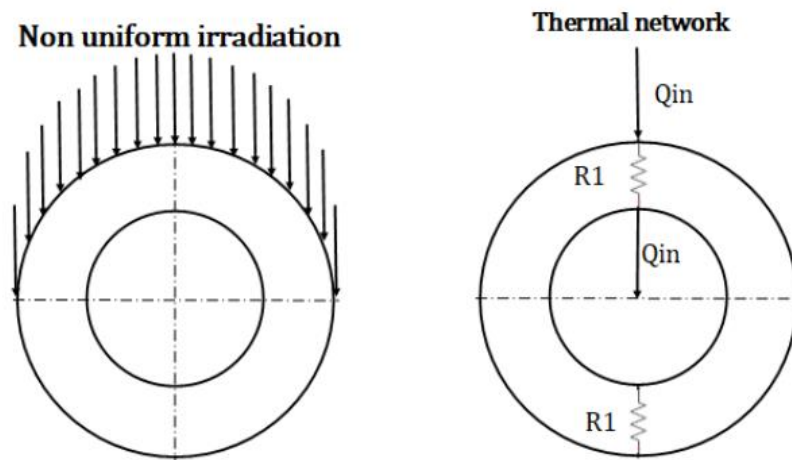 Non uniform irradiation
Thermal network
Qin
R1
Qin
R1